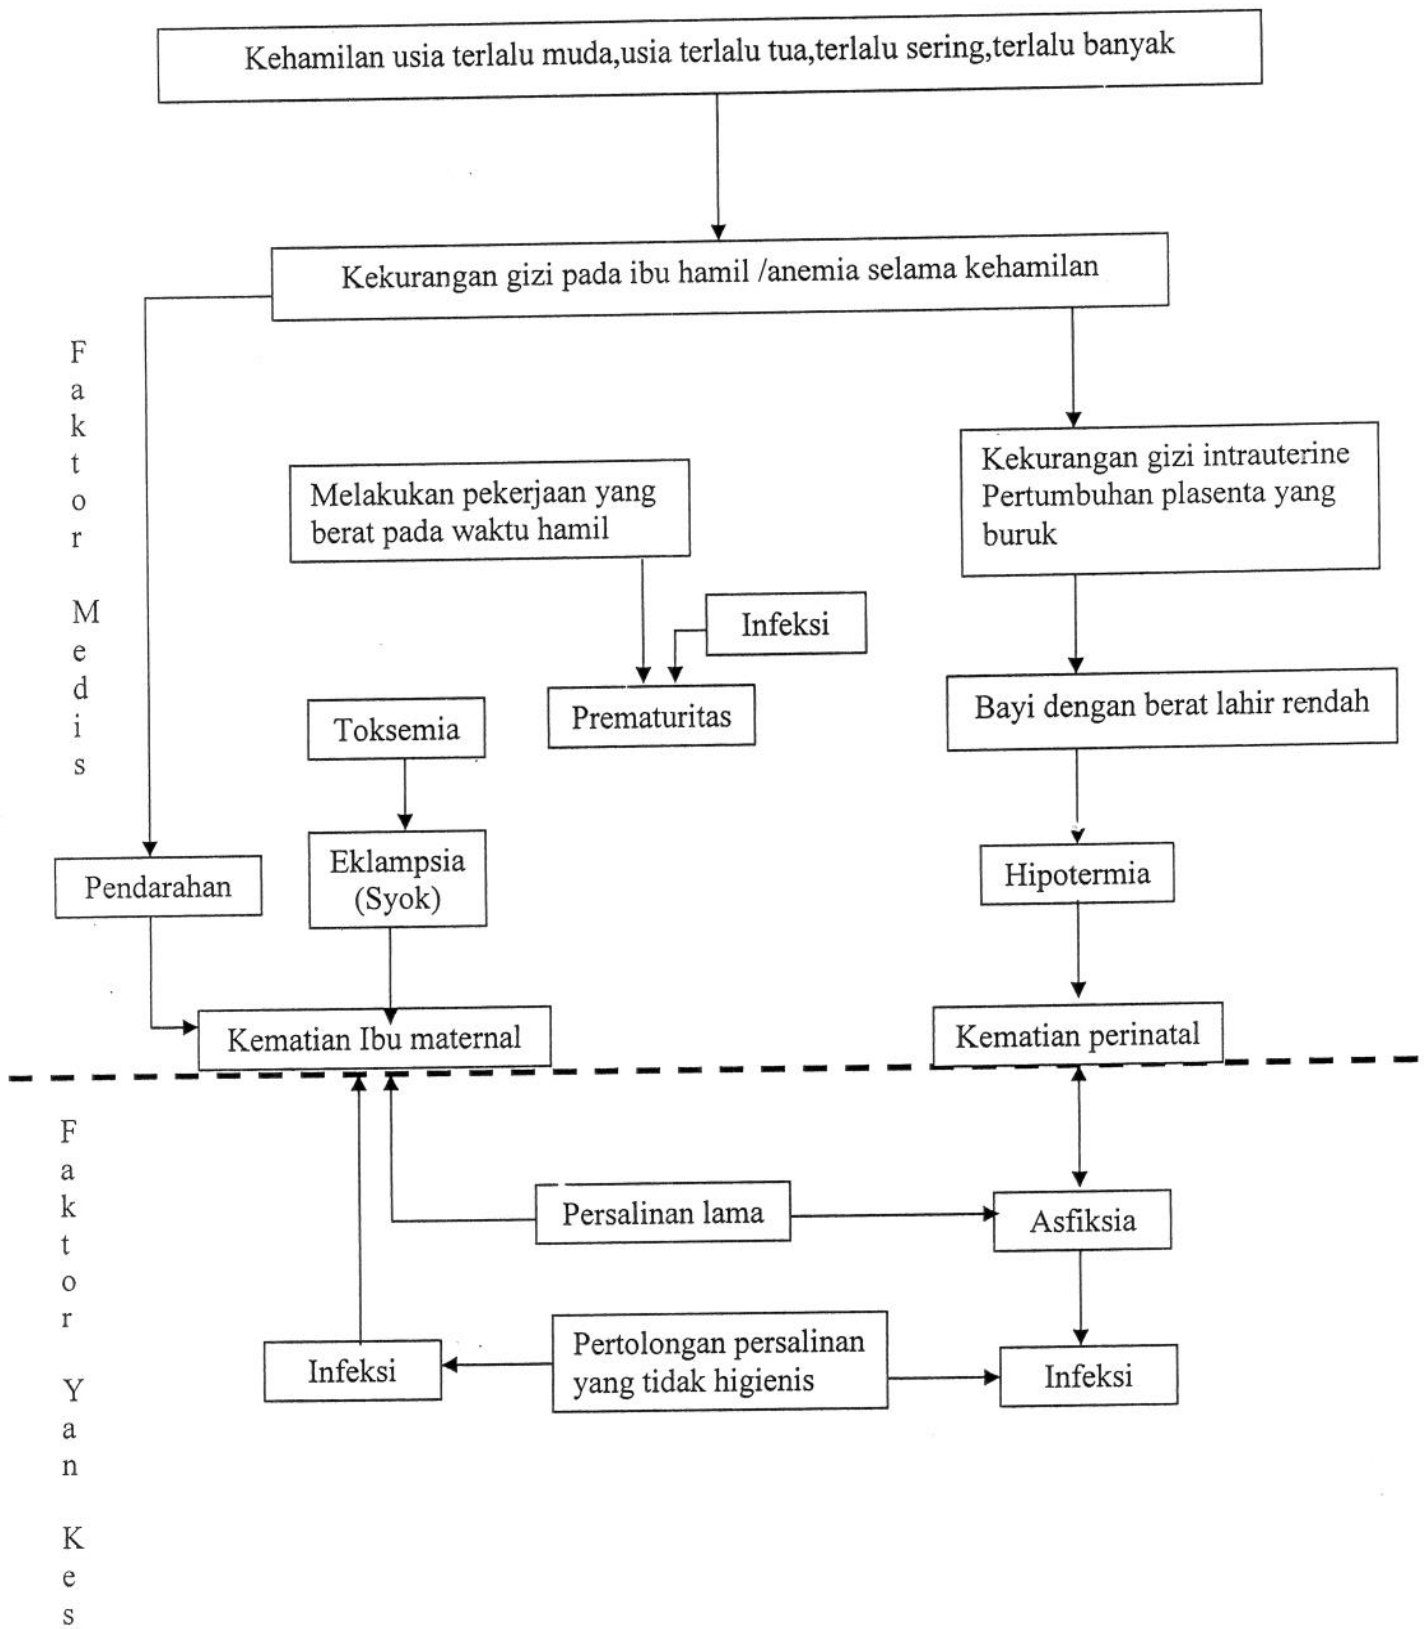 Kehamilan usia terlalu muda,usia terlalu tua,terlalu sering,terlalu banyak
Kekurangan gizi pada ibu hamil /anemia selama kehamilan
Faktor Medis
Kekurangan gizi intrauterine
Pertumbuhan plasenta yang
buruk
Melakukan pekerjaan yang
berat pada waktu hamil
Infeksi
Prematuritas
Bayi dengan berat lahir rendah
Toksemia
Eklampsia
(Syok)
Pendarahan
Hipotermia
Kematian Ibu maternal
Kematian perinatal
Faktor Yan Kes
Persalinan lama
Asfiksia
Infeksi
Pertolongan persalinan
yang tidak higienis
Infeksi